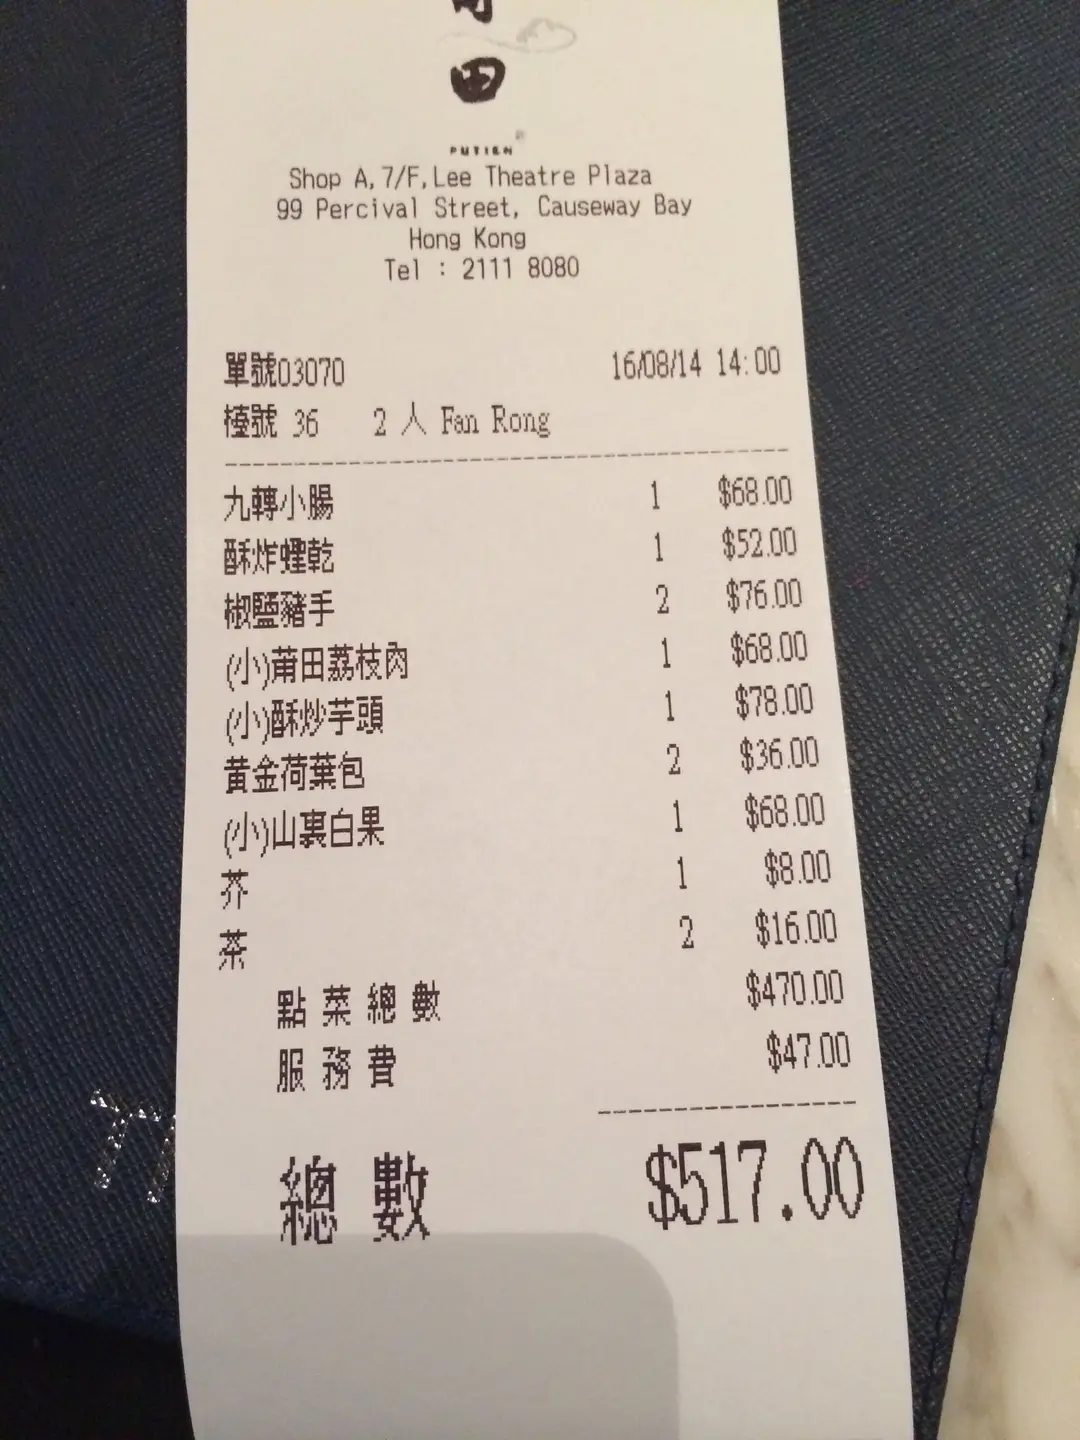 田
PUTIEN®
Shop A,7/F,Lee Theatre Plaza
99 Percival Street, Causeway Bay
Hong Kong
Tel : 2111 8080
單號03070 16/08/14 14:00
檯號 36 2 人 Fan Rong
九轉小腸 1 $68.00
酥炸蟶乾 1 $52.00
椒鹽豬手 2 $76.00
(小)莆田荔枝肉 1 $68.00
(小)酥炒芋頭 1 $78.00
黄金荷葉包 2 $36.00
(小)山裏白果 1 $68.00
芥 1 $8.00
茶 2 $16.00
點菜總數 $470.00
服務費 $47.00
總數 $517.00